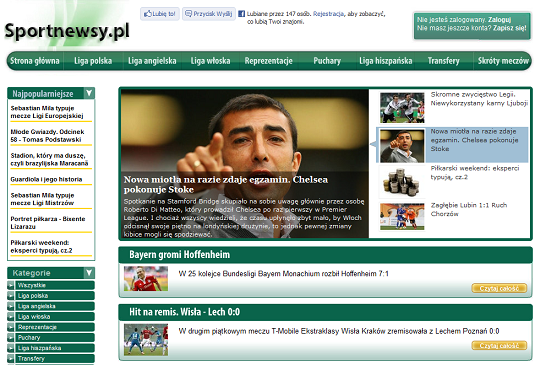 Sportnewsy.pl
Lubię to!
Przycisk Wyślij
Lubiane przez 147 osób. Rejestracja, aby zobaczyć,
co lubią Twoi znajomi.
Nie jesteś zalogowany. Zaloguj
Nie masz jeszcze konta? Zapisz się!
Strona główna
Liga polska
Liga angielska
Liga włoska
Reprezentacje
Puchary
Liga hiszpańska
Transfery
Skróty meczów
Najpopularniejsze
Sebastian Mila typuje
mecze Ligi Europejskiej
Młode Gwiazdy. Odcinek
58 - Tomas Podstawski
Stadion, który ma duszę,
czyli brazylijska Maracanã
Guardiola i jego historia
Sebastian Mila typuje
mecze Ligi Mistrzów
Portret piłkarza - Bixente
Lizarazu
Piłkarski weekend:
eksperci typują, cz.2
Kategorie
Wszystkie
Liga polska
Liga angielska
Liga włoska
Reprezentacje
Puchary
Liga hiszpańska
Transfery
Nowa miotła na razie zdaje egzamin. Chelsea
pokonuje Stoke
Spotkanie na Stamford Bridge skupiało na sobie uwagę głównie przez osobę
Roberto Di Matteo, który prowadził Chelsea po raz pierwszy w Premier
League. I chociaż wszyscy wiedzieli, że czasu upłynęło zbyt mało, by Włoch
odcisnął swoje piętno na londyńskiej drużynie, to jednak pewnej zmiany
kibice mogli się spodziewać.
Skromne zwycięstwo Legii.
Niewykorzystany karny Ljuboji
Nowa miotła na razie zdaje
egzamin. Chelsea pokonuje
Stoke
Piłkarski weekend: eksperci
typują, cz.2
Zagłębie Lubin 1:1 Ruch
Chorzów
Bayern gromi Hoffenheim
W 25 kolejce Bundesligi Bayern Monachium rozbił Hoffenheim 7:1
Czytaj całość
Hit na remis. Wisła - Lech 0:0
W drugim piątkowym meczu T-Mobile Ekstraklasy Wisła Kraków zremisowała z Lechem Poznań 0:0
Czytaj całość